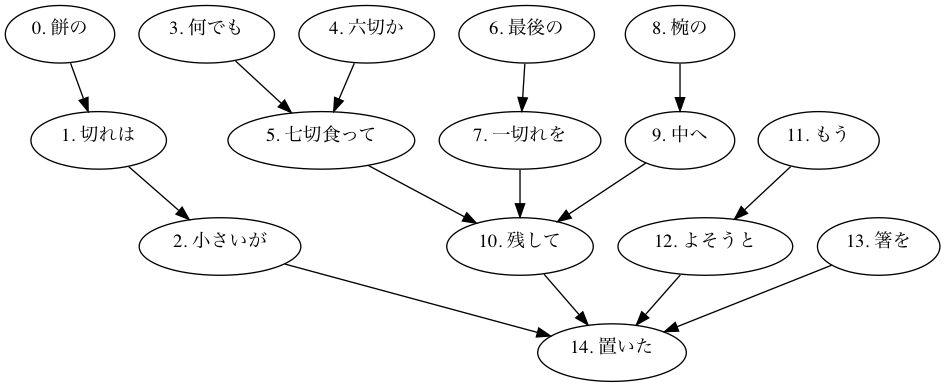 0. 餅の
3. 何でも
4. 六切か
6. 最後の
8. 椀の
1. 切れは
5. 七切食って
7. 一切れを
9. 中へ
11. もう
2. 小さいが
10. 残して
12. よそうと
13. 箸を
14. 置いた